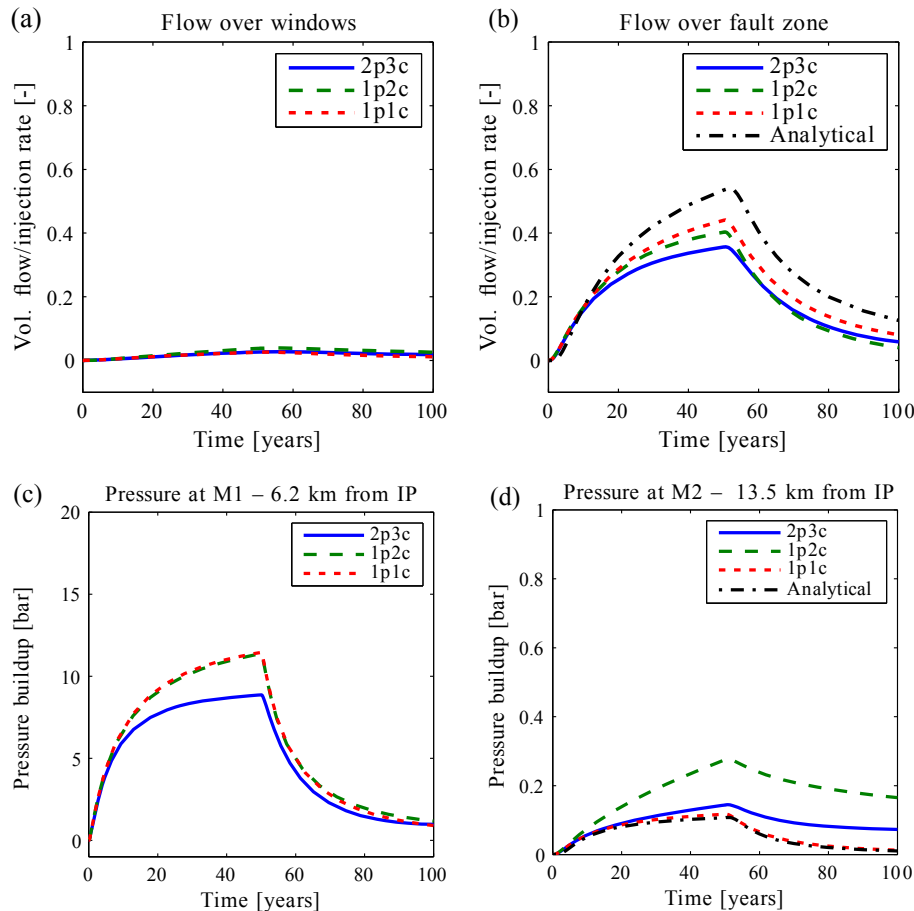 (a)
Flow over windows
Vol. flow/injection rate [-]
1
0.8
0.6
0.4
0.2
0
2p3c
1p2c
1p1c
0 20 40 60 80 100
Time [years]
(b)
Flow over fault zone
Vol. flow/injection rate [-]
1
0.8
0.6
0.4
0.2
0
2p3c
1p2c
1p1c
Analytical
0 20 40 60 80 100
Time [years]
(c)
Pressure at M1 – 6.2 km from IP
Pressure buildup [bar]
20
15
10
5
0
2p3c
1p2c
1p1c
0 20 40 60 80 100
Time [years]
(d)
Pressure at M2 – 13.5 km from IP
Pressure buildup [bar]
1
0.8
0.6
0.4
0.2
0
2p3c
1p2c
1p1c
Analytical
0 20 40 60 80 100
Time [years]